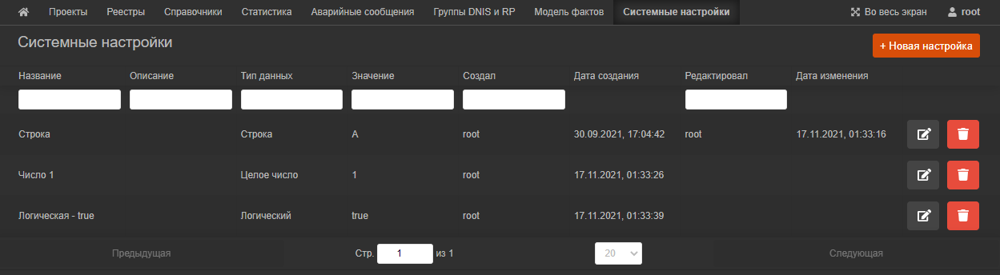 Проекты Реестры Справочники Статистика Аварийные сообщения Группы DNIS и RP Модель фактов Системные настройки Во весь экран root
Системные настройки + Новая настройка
Название Описание Тип данных Значение Создал Дата создания Редактировал Дата изменения
Строка Строка A root 30.09.2021, 17:04:42 root 17.11.2021, 01:33:16
Число 1 Целое число 1 root 17.11.2021, 01:33:26
Логическая - true Логический true root 17.11.2021, 01:33:39
Предыдущая Стр. 1 из 1 20 Следующая